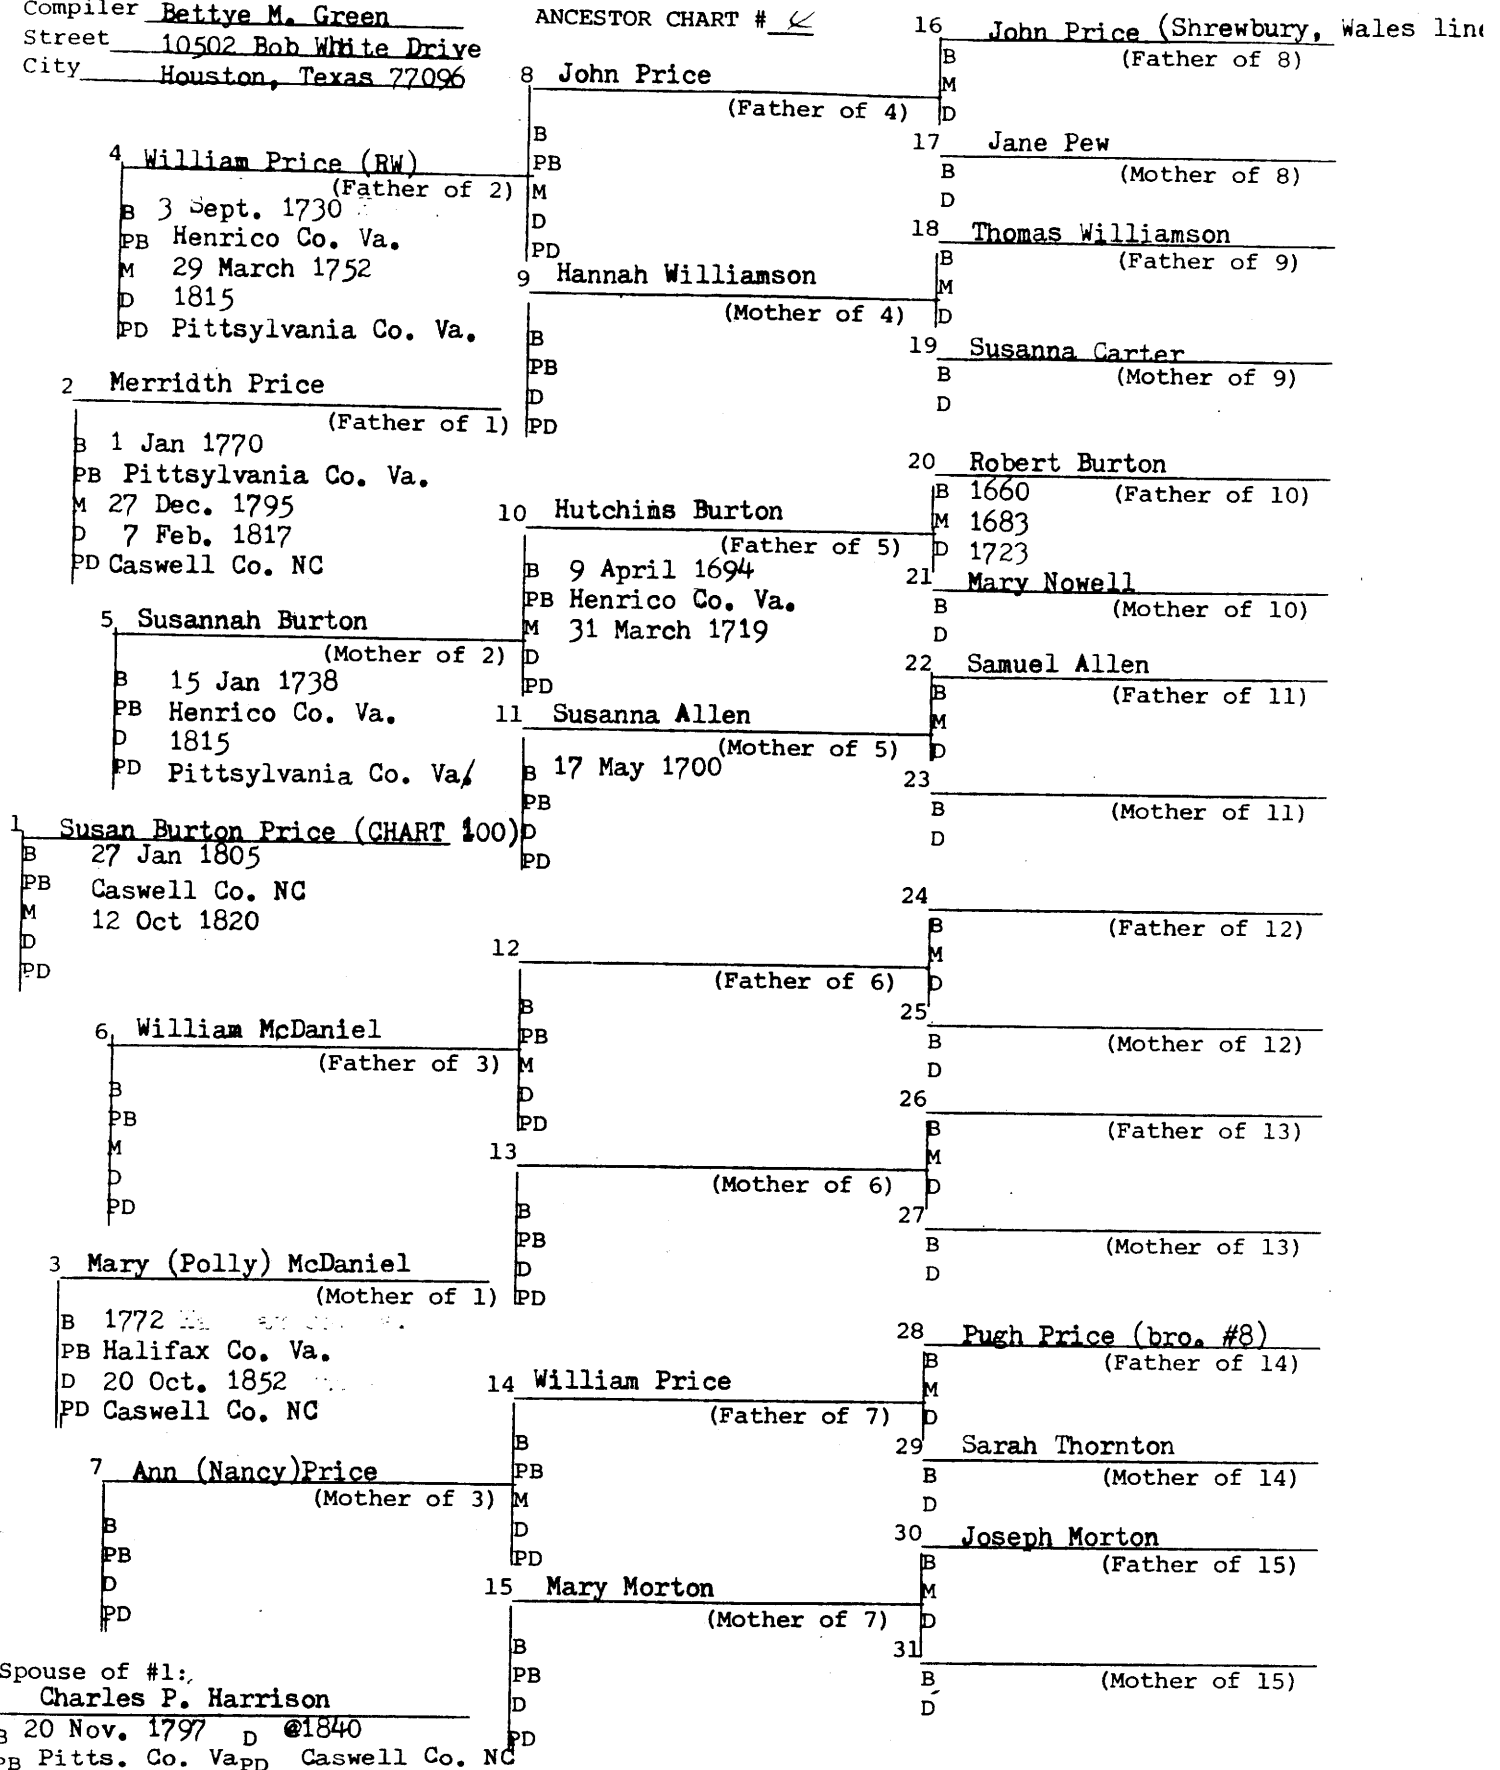 Compiler Bettye M. Green
Street 10502 Bob White Drive
City Houston, Texas 77096
ANCESTOR CHART #
1 Susan Burton Price (CHART 100)
B 27 Jan 1805
PB Caswell Co. NC
M 12 Oct 1820
D
PD
2 Merridth Price
(Father of 1)
B 1 Jan 1770
PB Pittsylvania Co. Va.
M 27 Dec. 1795
D 7 Feb. 1817
PD Caswell Co. NC
3 Mary (Polly) McDaniel
(Mother of 1)
B 1772
PB Halifax Co. Va.
D 20 Oct. 1852
PD Caswell Co. NC
4 William Price (RW)
(Father of 2)
B 3 Sept. 1730
PB Henrico Co. Va.
M 29 March 1752
D 1815
PD Pittsylvania Co. Va.
5 Susannah Burton
(Mother of 2)
B 15 Jan 1738
PB Henrico Co. Va.
D 1815
PD Pittsylvania Co. Va.
6 William McDaniel
(Father of 3)
B
PB
M
D
PD
7 Ann (Nancy)Price
(Mother of 3)
B
PB
D
PD
Spouse of #1:
Charles P. Harrison
B 20 Nov. 1797 D @1840
PB Pitts. Co. Va PD Caswell Co. NC
8 John Price
(Father of 4)
B
PB
M
D
PD
9 Hannah Williamson
(Mother of 4)
B
PB
D
PD
10 Hutchins Burton
(Father of 5)
B 9 April 1694
PB Henrico Co. Va.
M 31 March 1719
D
PD
11 Susanna Allen
(Mother of 5)
B 17 May 1700
PB
D
PD
12
(Father of 6)
B
PB
M
D
PD
13
(Mother of 6)
B
PB
D
PD
14 William Price
(Father of 7)
B
PB
M
D
PD
15 Mary Morton
(Mother of 7)
B
PB
D
PD
16 John Price (Shrewbury, Wales line
(Father of 8)
B
M
D
17 Jane Pew
(Mother of 8)
B
D
18 Thomas Williamson
(Father of 9)
B
M
D
19 Susanna Carter
(Mother of 9)
B
D
20 Robert Burton
B 1660 (Father of 10)
M 1683
D 1723
21 Mary Nowell
(Mother of 10)
B
D
22 Samuel Allen
(Father of 11)
B
M
D
23
(Mother of 11)
B
D
24
(Father of 12)
B
M
D
25
(Mother of 12)
B
D
26
(Father of 13)
B
M
D
27
(Mother of 13)
B
D
28 Pugh Price (bro. #8)
(Father of 14)
B
M
D
29 Sarah Thornton
(Mother of 14)
B
D
30 Joseph Morton
(Father of 15)
B
M
D
31
(Mother of 15)
B
D